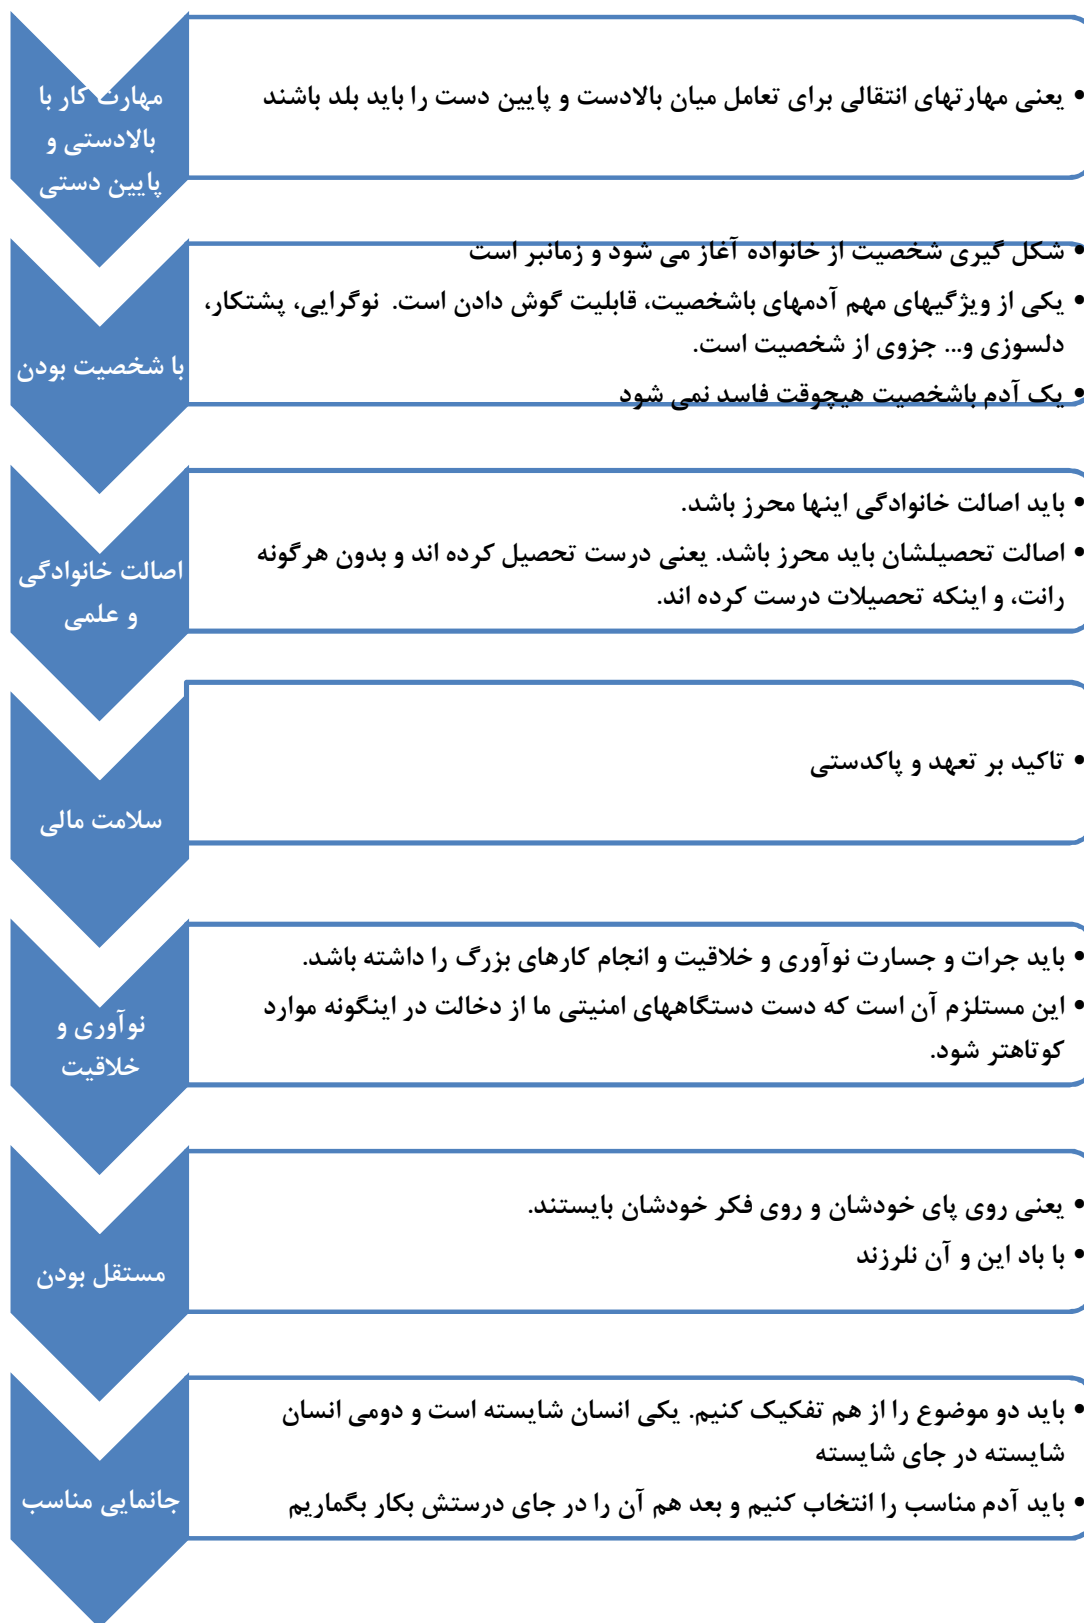 مهارت کار با
بالادستی و
پایین دستی
• یعنی مهارتهای انتقالی برای تعامل میان بالادست و پایین دست را باید بلد باشند
با شخصیت بودن
• شکل گیری شخصیت از خانواده آغاز می شود و زمانبر است
• یکی از ویژگیهای مهم آدمهای باشخصیت، قابلیت گوش دادن است. نوگرایی، پشتکار،
دلسوزی و... جزوی از شخصیت است.
• یک آدم باشخصیت هیچوقت فاسد نمی شود
اصالت خانوادگی
و علمی
• باید اصالت خانوادگی اینها محرز باشد.
• اصالت تحصیلشان باید محرز باشد. یعنی درست تحصیل کرده اند و بدون هرگونه
رانت، و اینکه تحصیلات درست کرده اند.
سلامت مالی
• تاکید بر تعهد و پاکدستی
نوآوری و
خلاقیت
• باید جرات و جسارت نوآوری و خلاقیت و انجام کارهای بزرگ را داشته باشد.
• این مستلزم آن است که دست دستگاههای امنیتی ما از دخالت در اینگونه موارد
کوتاهتر شود.
مستقل بودن
• یعنی روی پای خودشان و روی فکر خودشان بایستند.
• با باد این و آن نلرزند
جانمایی مناسب
• باید دو موضوع را از هم تفکیک کنیم. یکی انسان شایسته است و دومی انسان
شایسته در جای شایسته
• باید آدم مناسب را انتخاب کنیم و بعد هم آن را در جای درستش بکار بگماریم